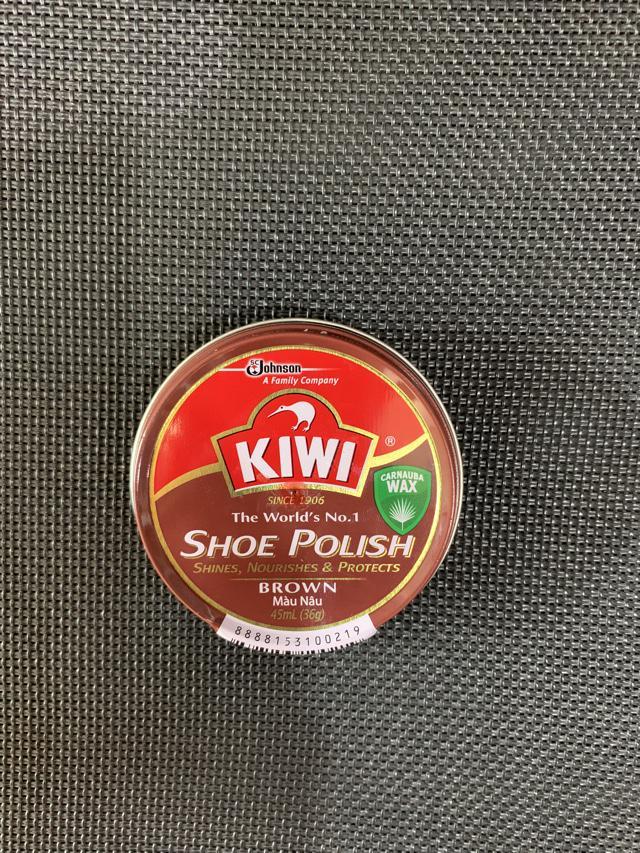 SC Johnson
A Family Company
KIWI®
SINCE 1906
CARNAUBA
WAX
The World's No.1
SHOE POLISH
SHINES, NOURISHES & PROTECTS
BROWN
Màu Nâu
45mL (36g)
8888153100219